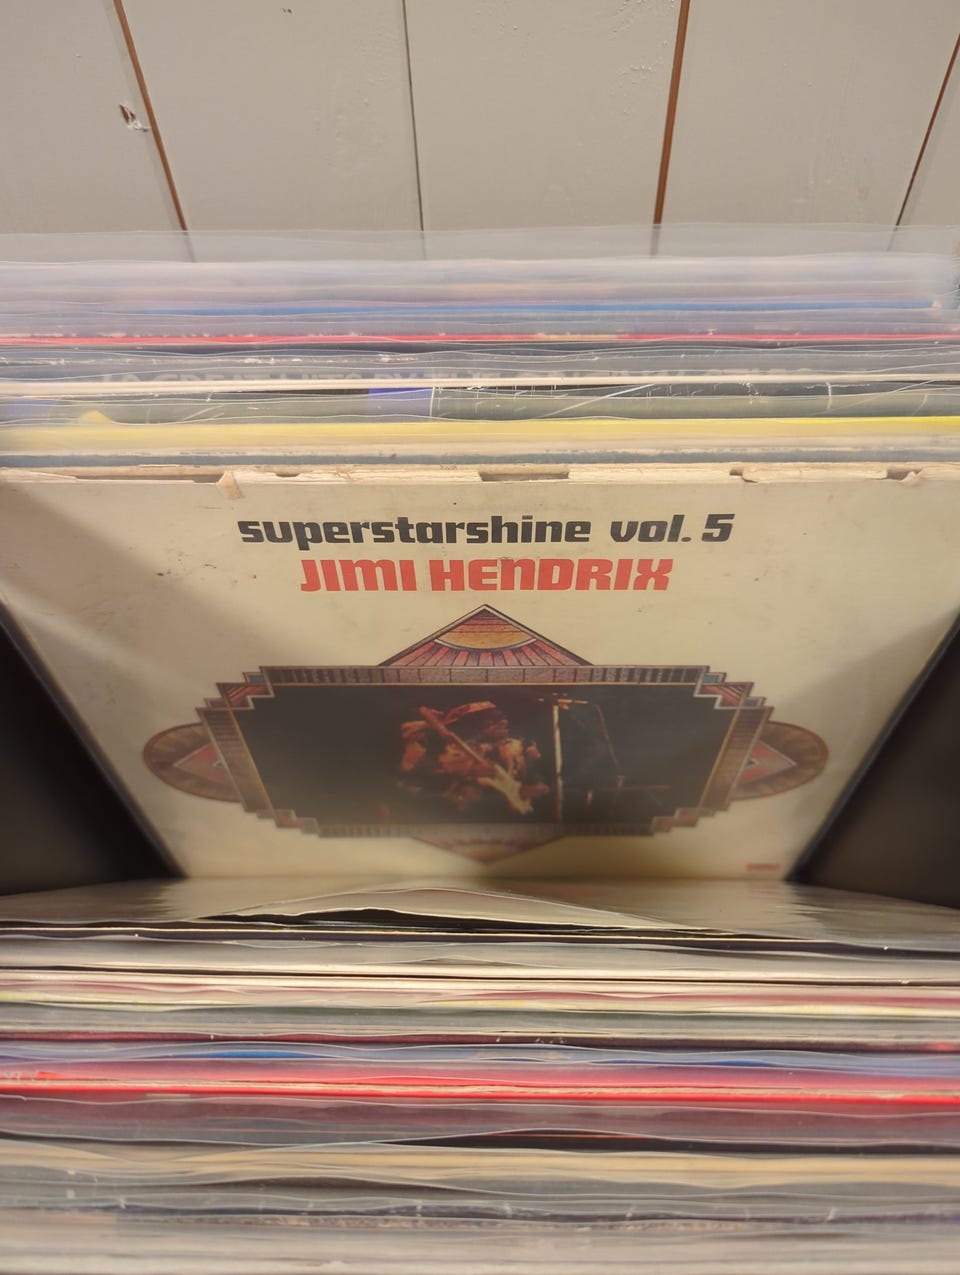 superstarshine vol. 5
JIMI HENDRIX